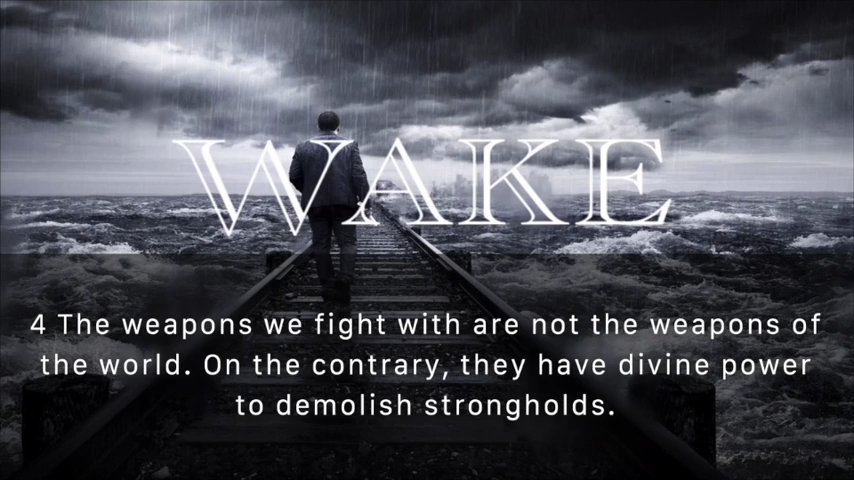 WAKE
4 The weapons we fight with are not the weapons of
the world. On the contrary, they have divine power
to demolish strongholds.